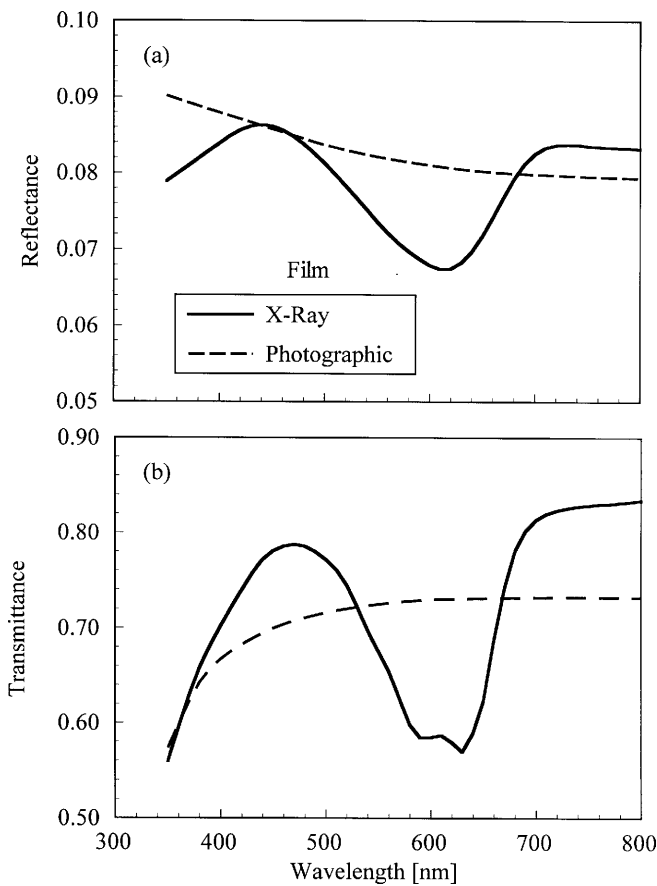 0.10
(a)
0.09
0.08
0.07
0.06
0.05
Reflectance
Film
X-Ray
Photographic
0.90
(b)
0.80
0.70
0.60
0.50
Transmittance
300 400 500 600 700 800
Wavelength [nm]